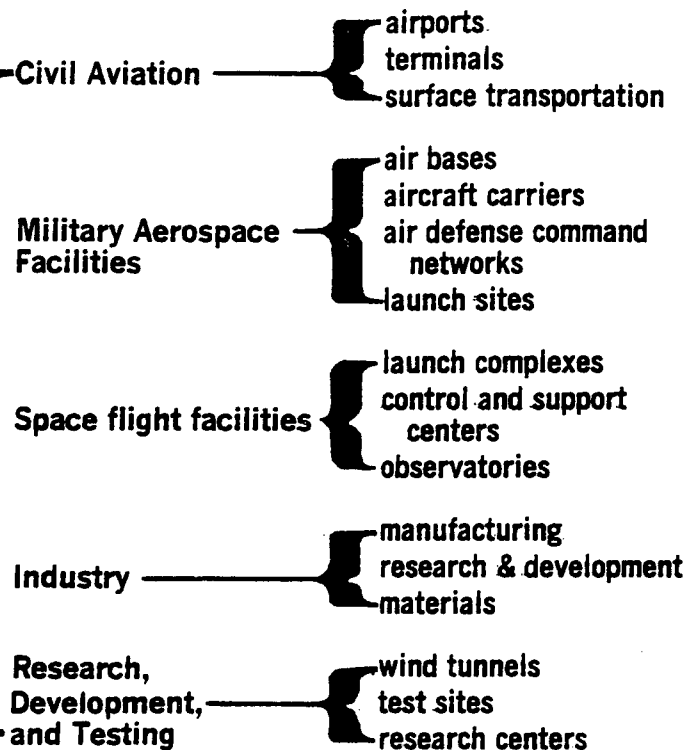 Civil Aviation
airports
terminals
surface transportation
Military Aerospace
Facilities
air bases
aircraft carriers
air defense command
networks
launch sites
Space flight facilities
launch complexes
control and support
centers
observatories
Industry
manufacturing
research & development
materials
Research,
Development,
and Testing
wind tunnels
test sites
research centers